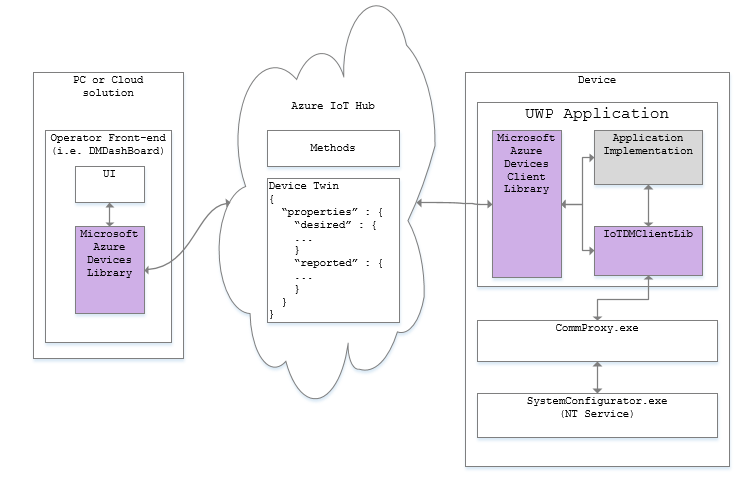 PC or Cloud
solution
Operator Front-end
(i.e. DMDashBoard)
UI
Microsoft
Azure
Devices
Library
Azure IoT Hub
Methods
Device Twin
{
“properties” : {
“desired” : {
...
}
“reported” : {
...
}
}
}
Device
UWP Application
Microsoft
Azure
Devices
Client
Library
Application
Implementation
IoTDMClientLib
CommProxy.exe
SystemConfigurator.exe
(NT Service)